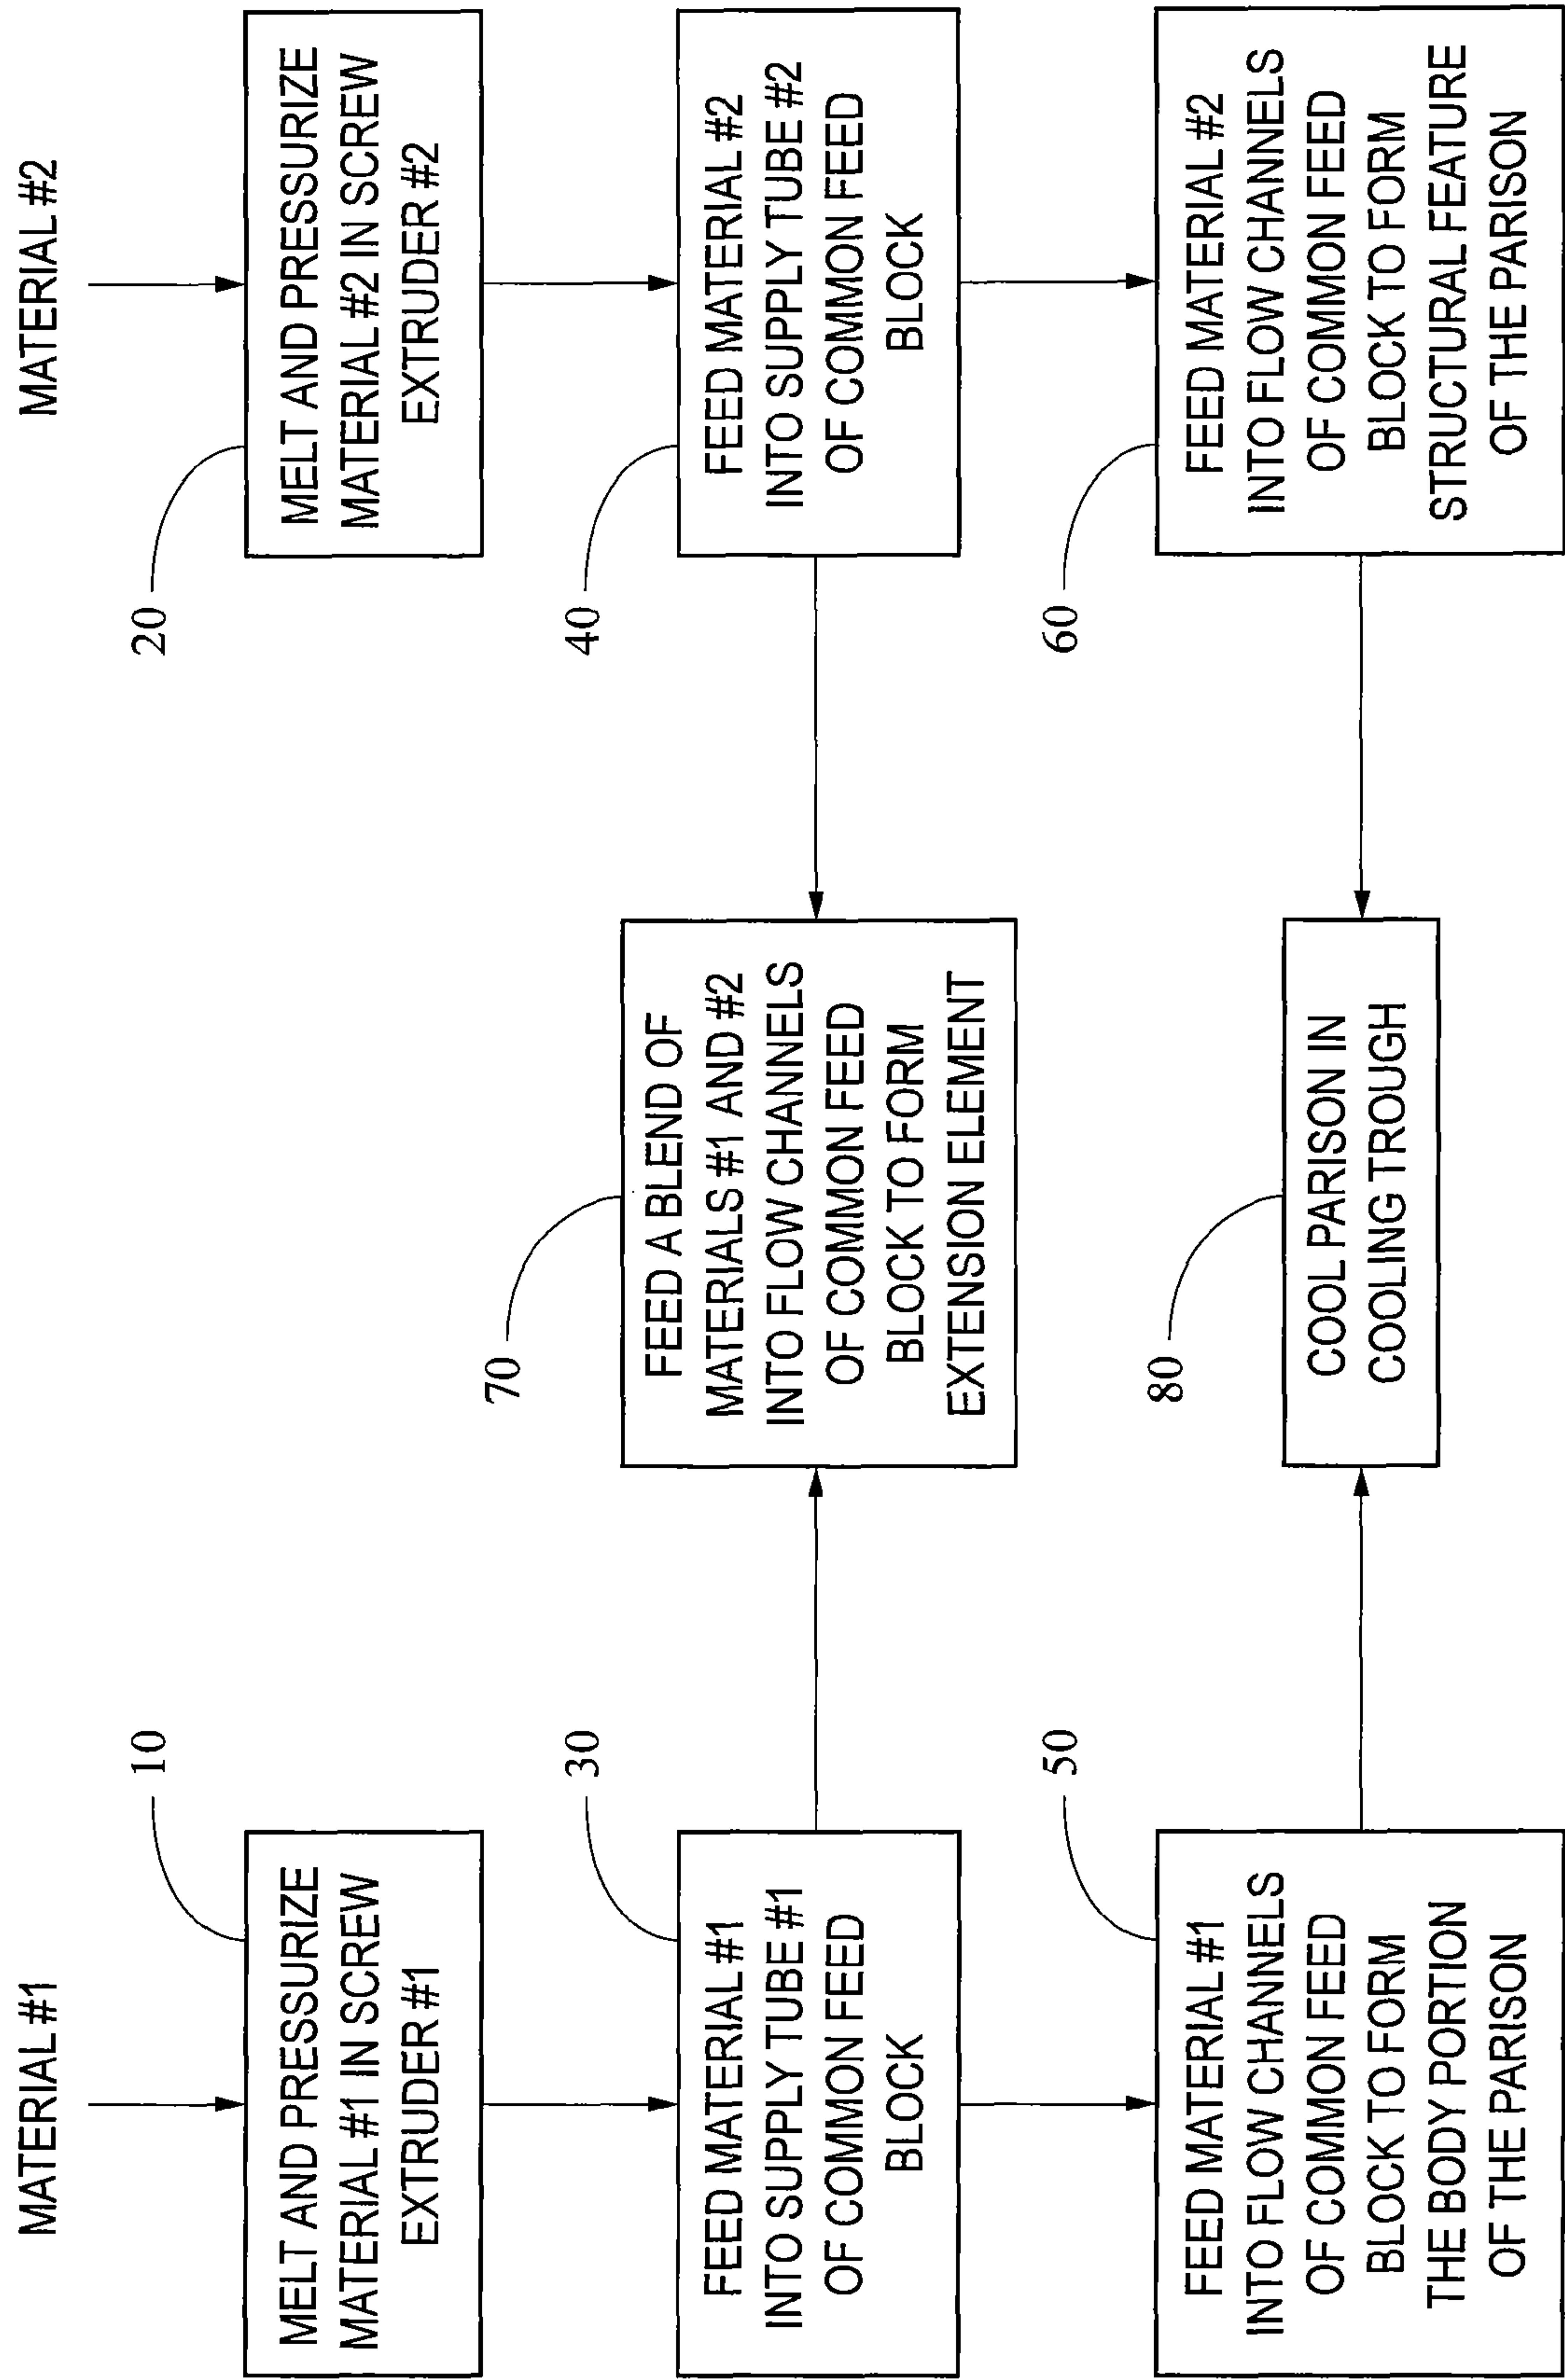 MATERIAL #1
10
MELT AND PRESSURIZE
MATERIAL #1 IN SCREW
EXTRUDER #1
30
FEED MATERIAL #1
INTO SUPPLY TUBE #1
OF COMMON FEED
BLOCK
50
FEED MATERIAL #1
INTO FLOW CHANNELS
OF COMMON FEED
BLOCK TO FORM
THE BODY PORTION
OF THE PARISON
70
FEED A BLEND OF
MATERIALS #1 AND #2
INTO FLOW CHANNELS
OF COMMON FEED
BLOCK TO FORM
EXTENSION ELEMENT
80
COOL PARISON IN
COOLING TROUGH
MATERIAL #2
20
MELT AND PRESSURIZE
MATERIAL #2 IN SCREW
EXTRUDER #2
40
FEED MATERIAL #2
INTO SUPPLY TUBE #2
OF COMMON FEED
BLOCK
60
FEED MATERIAL #2
INTO FLOW CHANNELS
OF COMMON FEED
BLOCK TO FORM
STRUCTURAL FEATURE
OF THE PARISON